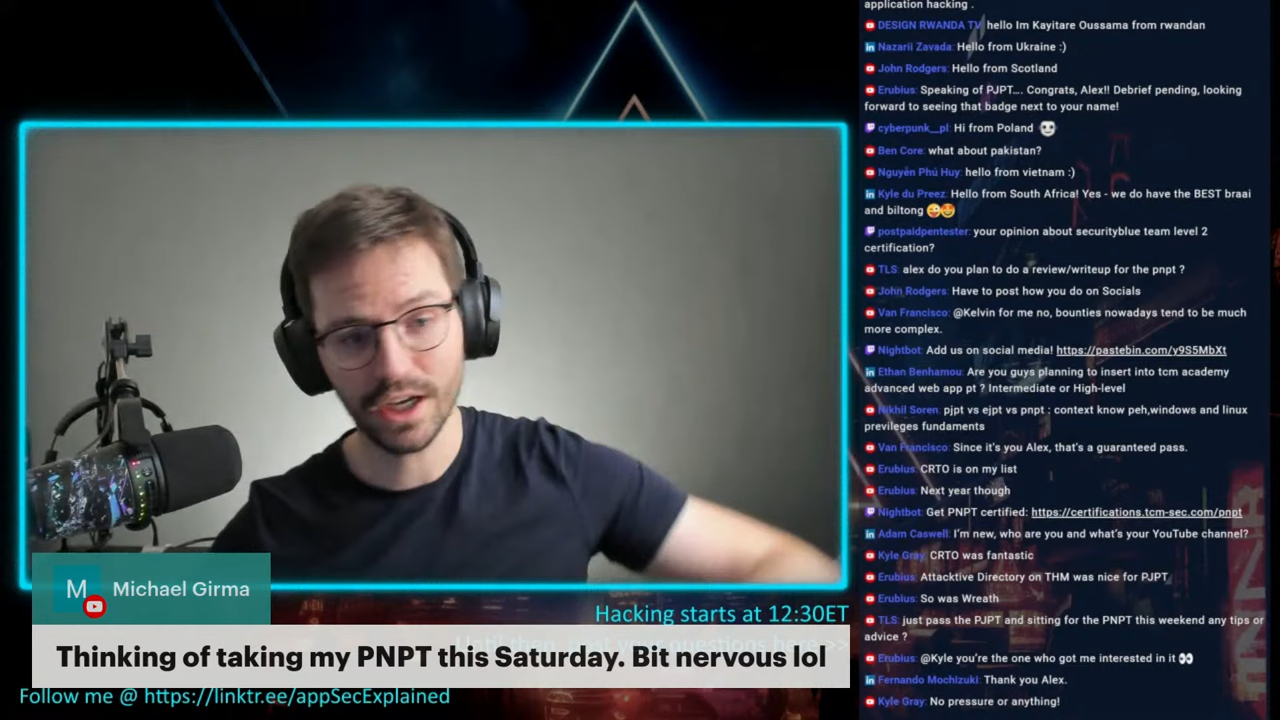 application hacking .
DESIGN RWANDA TV: hello Im Kayitare Oussama from rwandan
Nazarii Zavada: Hello from Ukraine :)
John Rodgers: Hello from Scotland
Erubius: Speaking of PJPT.... Congrats, Alex!! Debrief pending, looking
forward to seeing that badge next to your name!
cyberpunk__pl: Hi from Poland
Ben Core: what about pakistan?
Nguyễn Phú Huy: hello from vietnam :)
Kyle du Preez: Hello from South Africa! Yes - we do have the BEST braai
and biltong 😜🤩
postpaidpentester: your opinion about securityblue team level 2
certification?
TLS: alex do you plan to do a review/writeup for the pnpt ?
John Rodgers: Have to post how you do on Socials
Van Francisco: @Kelvin for me no, bounties nowadays tend to be much
more complex.
Nightbot: Add us on social media! https://pastebin.com/y9S5MbXt
Ethan Benhamou: Are you guys planning to insert into tcm academy
advanced web app pt ? Intermediate or High-level
Nikhil Soren: pjpt vs ejpt vs pnpt : context know peh,windows and linux
previleges fundaments
Van Francisco: Since it's you Alex, that's a guaranteed pass.
Erubius: CRTO is on my list
Erubius: Next year though
Nightbot: Get PNPT certified: https://certifications.tcm-sec.com/pnpt
Adam Caswell: I'm new, who are you and what's your YouTube channel?
Kyle Gray: CRTO was fantastic
Erubius: Attacktive Directory on THM was nice for PJPT
Erubius: So was Wreath
TLS: just pass the PJPT and sitting for the PNPT this weekend any tips or
advice ?
Erubius: @Kyle you're the one who got me interested in it 👀
Fernando Mochizuki: Thank you Alex.
Kyle Gray: No pressure or anything!
M
Michael Girma
Hacking starts at 12:30ET
Until then, post your questions here >>
Thinking of taking my PNPT this Saturday. Bit nervous lol
Follow me @ https://linktr.ee/appSecExplained